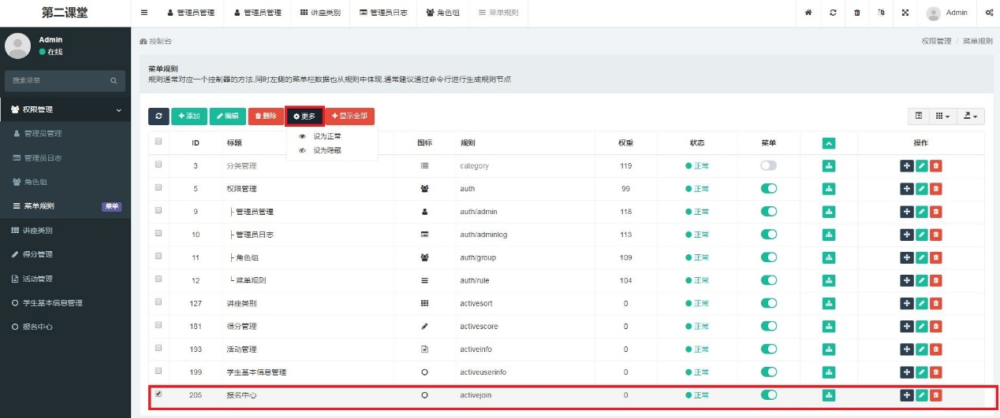 第二课堂
管理员管理
管理员管理
讲座类别
管理员日志
角色组
菜单规则
Admin
Admin
在线
搜索菜单
权限管理
管理员管理
管理员日志
角色组
菜单规则 菜单
讲座类别
得分管理
活动管理
学生基本信息管理
报名中心
控制台
权限管理 / 菜单规则
菜单规则
规则通常对应一个控制器的方法,同时左侧的菜单栏数据也从规则中体现,通常建议通过命令行进行生成规则节点
添加 编辑 删除 更多 显示全部
设为正常
设为隐藏
ID 标题 图标 规则 权重 状态 菜单 操作
3 分类管理 category 119 正常
5 权限管理 auth 99 正常
9 ├ 管理员管理 auth/admin 118 正常
10 ├ 管理员日志 auth/adminlog 113 正常
11 ├ 角色组 auth/group 109 正常
12 └ 菜单规则 auth/rule 104 正常
127 讲座类别 activesort 0 正常
181 得分管理 activescore 0 正常
193 活动管理 activeinfo 0 正常
199 学生基本信息管理 activeuserinfo 0 正常
205 报名中心 activejoin 0 正常